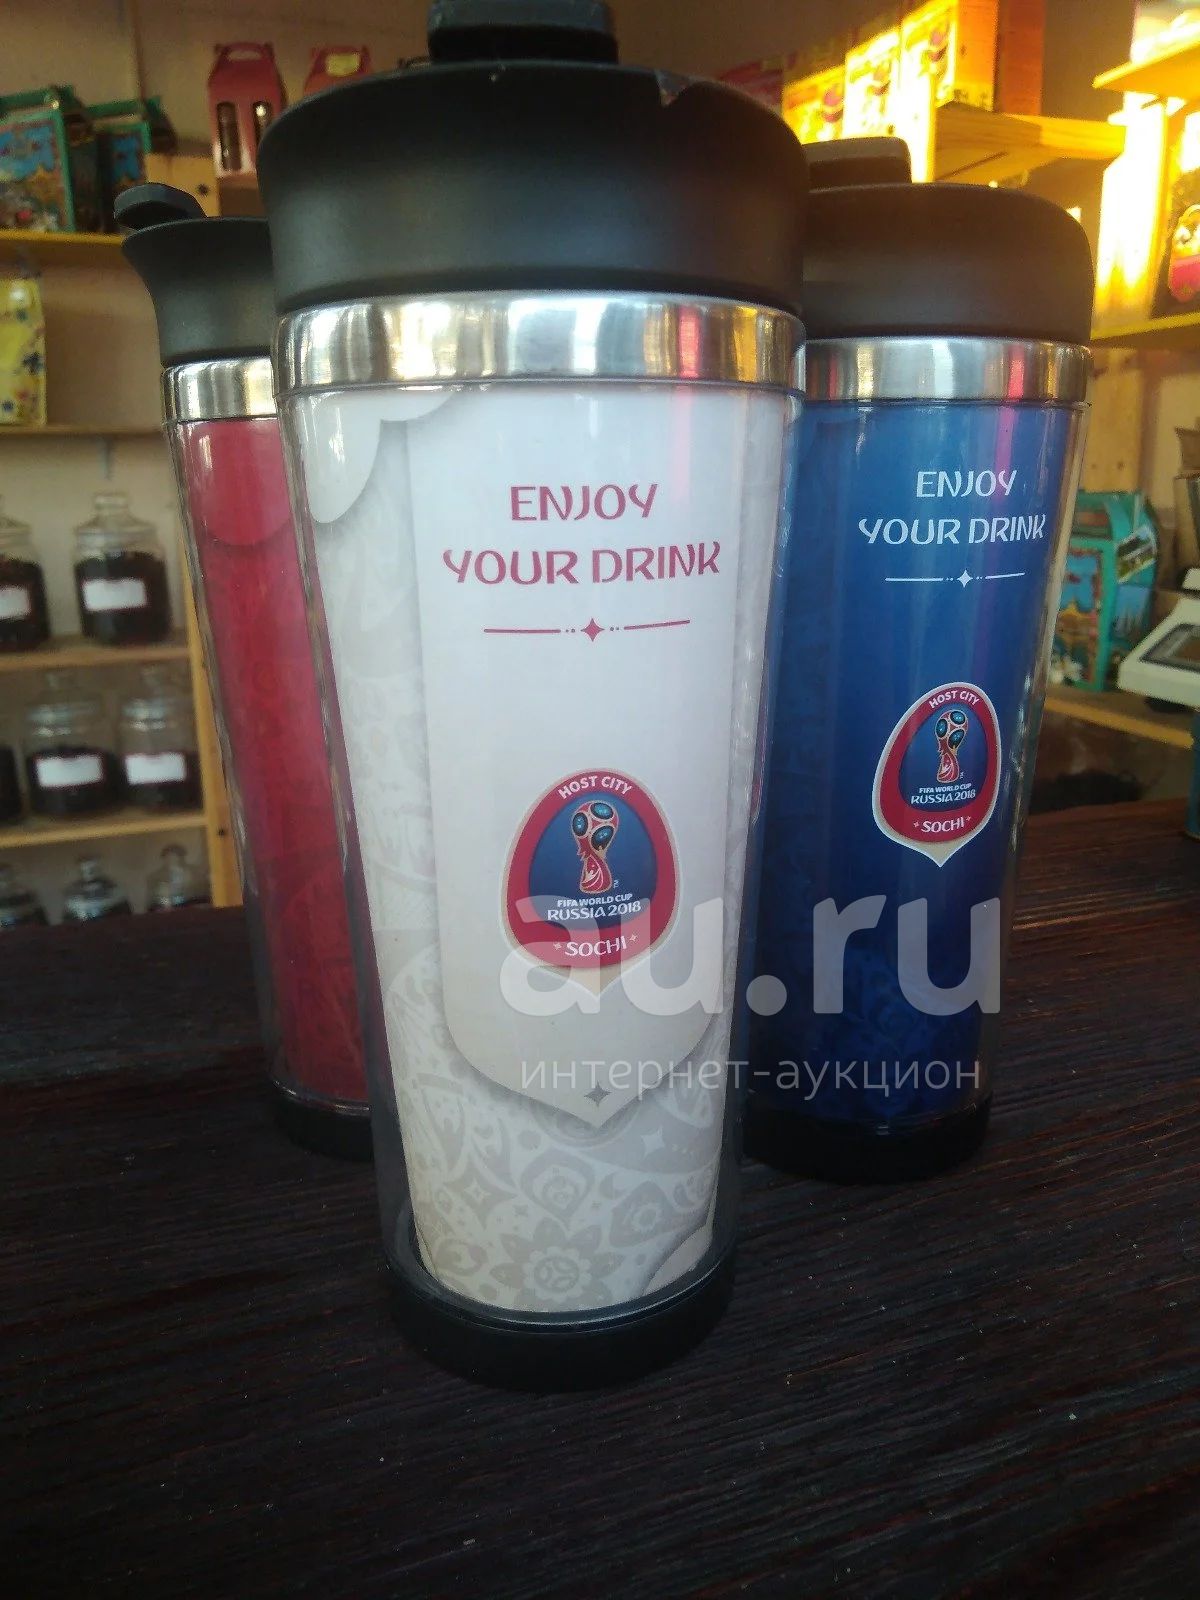 ENJOY
YOUR DRINK
HOST CITY
FIFA WORLD CUP
RUSSIA 2018
SOCHI
ENJOY
YOUR DRINK
HOST CITY
FIFA WORLD CUP
RUSSIA 2018
SOCHI
au.ru
интернет-аукцион